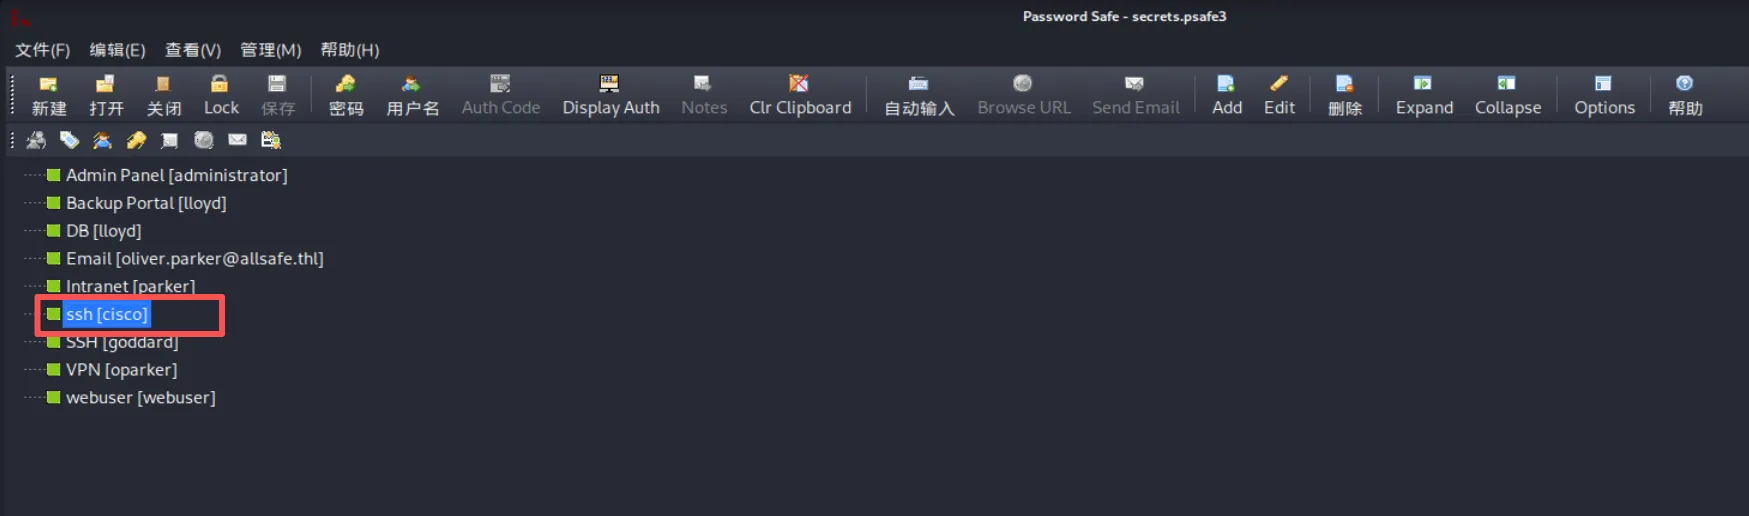 Password Safe - secrets.psafe3
文件(F) 编辑(E) 查看(V) 管理(M) 帮助(H)
新建 打开 关闭 Lock 保存 密码 用户名 Auth Code Display Auth Notes Clr Clipboard 自动输入 Browse URL Send Email Add Edit 删除 Expand Collapse Options 帮助
Admin Panel [administrator]
Backup Portal [lloyd]
DB [lloyd]
Email [oliver.parker@allsafe.thl]
Intranet [parker]
ssh [cisco]
SSH [goddard]
VPN [oparker]
webuser [webuser]